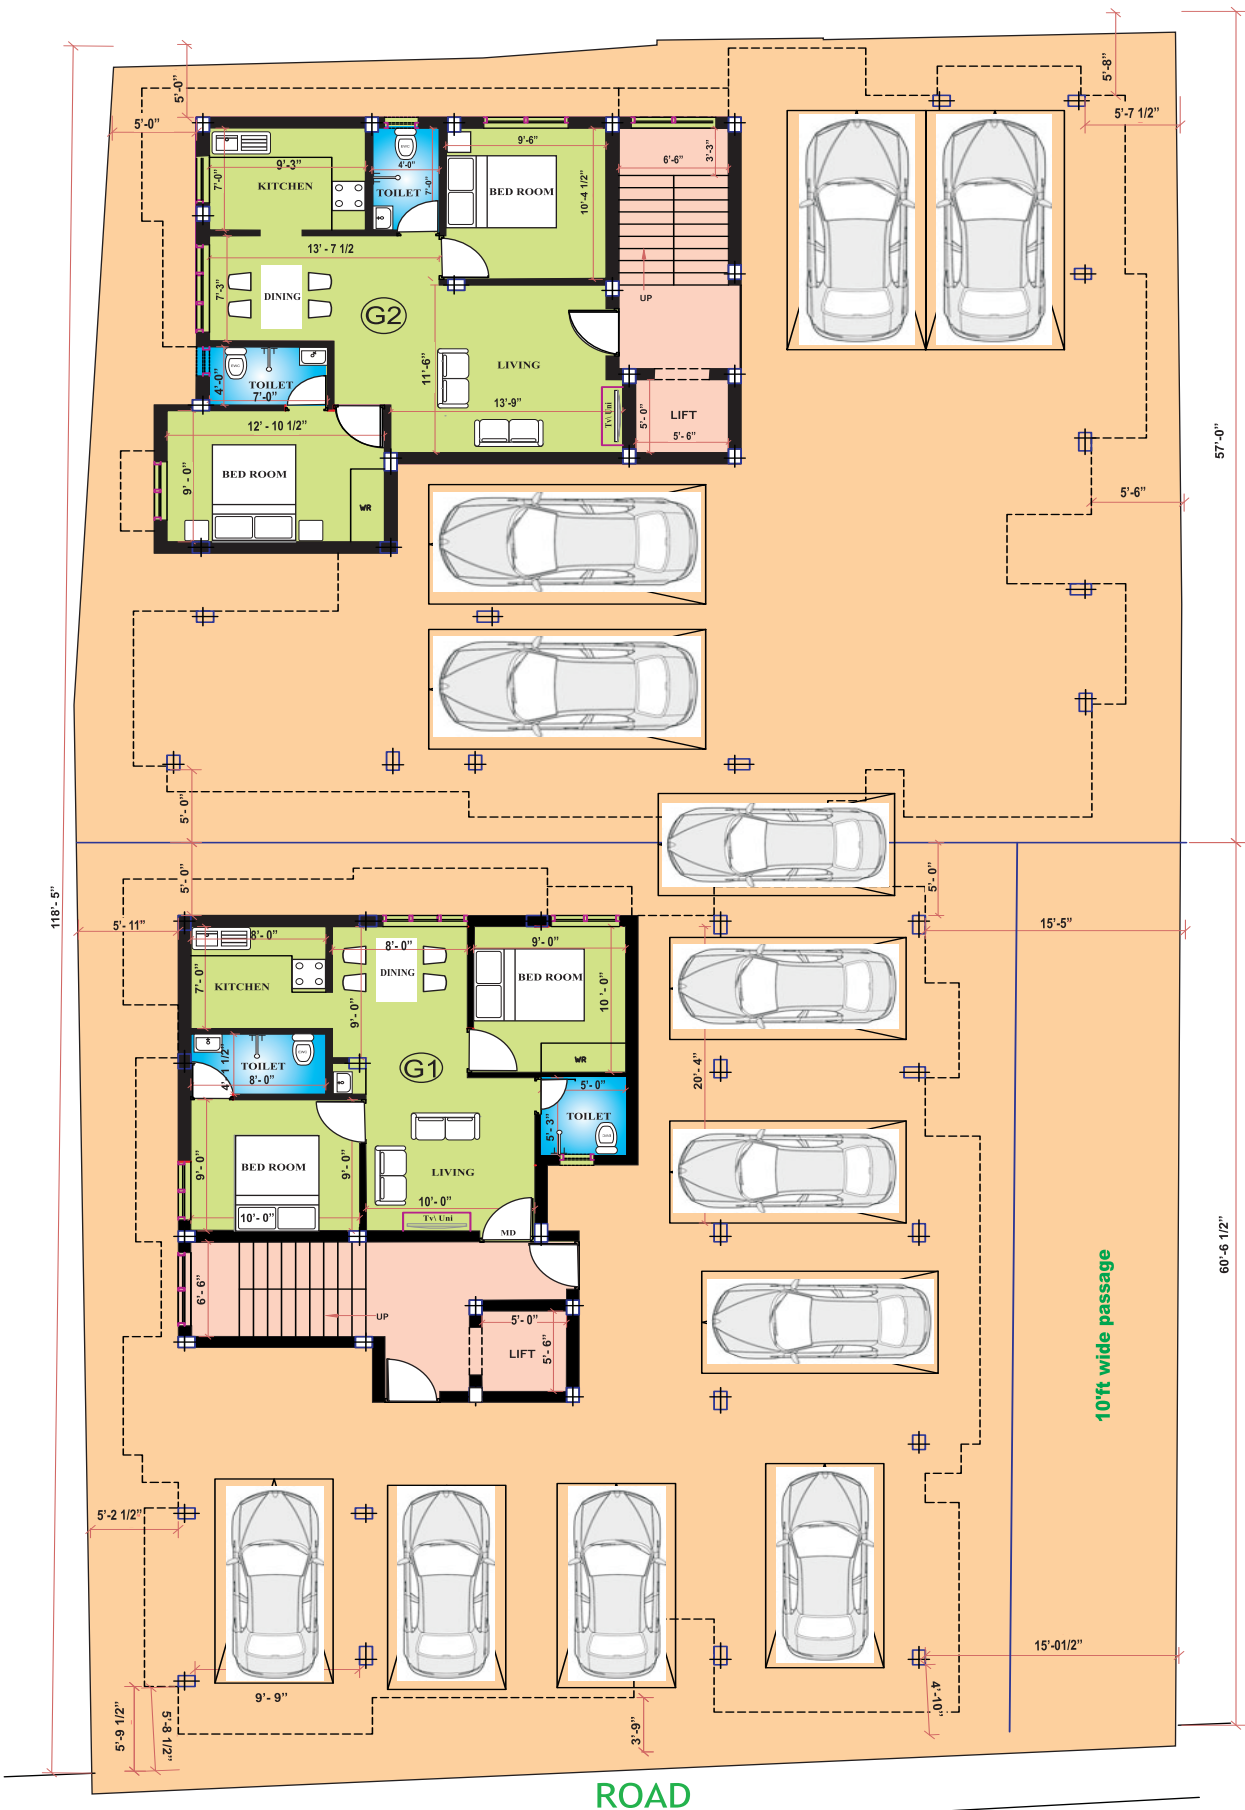 5'-8"
5'-0"
5'-0"
5'-7 1/2"
9'-3"
4'-0"
9'-6"
6'-6"
3'-3"
7'-0"
KITCHEN
TOILET
7'-0"
BED ROOM
10'-4 1/2"
13' - 7 1/2
7'-3"
DINING
G2
UP
11'-6"
LIVING
4'-0"
TOILET
7'-0"
13'-9"
Tv\ Uni
5'- 0"
LIFT
5'- 6"
12' - 10 1/2"
9' - 0"
BED ROOM
WR
57'-0"
5'-6"
5'- 0"
5'- 0"
5'- 0"
118'- 5"
5'- 11"
15'-5"
8'- 0"
8'- 0"
9'- 0"
7'- 0"
KITCHEN
DINING
BED ROOM
10 '- 0"
9'- 0"
4'- 1 1/2"
TOILET
8'- 0"
G1
WR
5'- 0"
20'- 4"
5'- 3"
TOILET
9'- 0"
BED ROOM
9'- 0"
LIVING
10'- 0"
10'- 0"
Tv\ Uni
MD
6'- 6"
UP
5'- 0"
LIFT
5'- 6"
60'-6 1/2"
10'ft wide passage
5'-2 1/2"
15'-01/2"
9'- 9"
4'-10"
5'-9 1/2"
5'-8 1/2"
3'-9"
ROAD